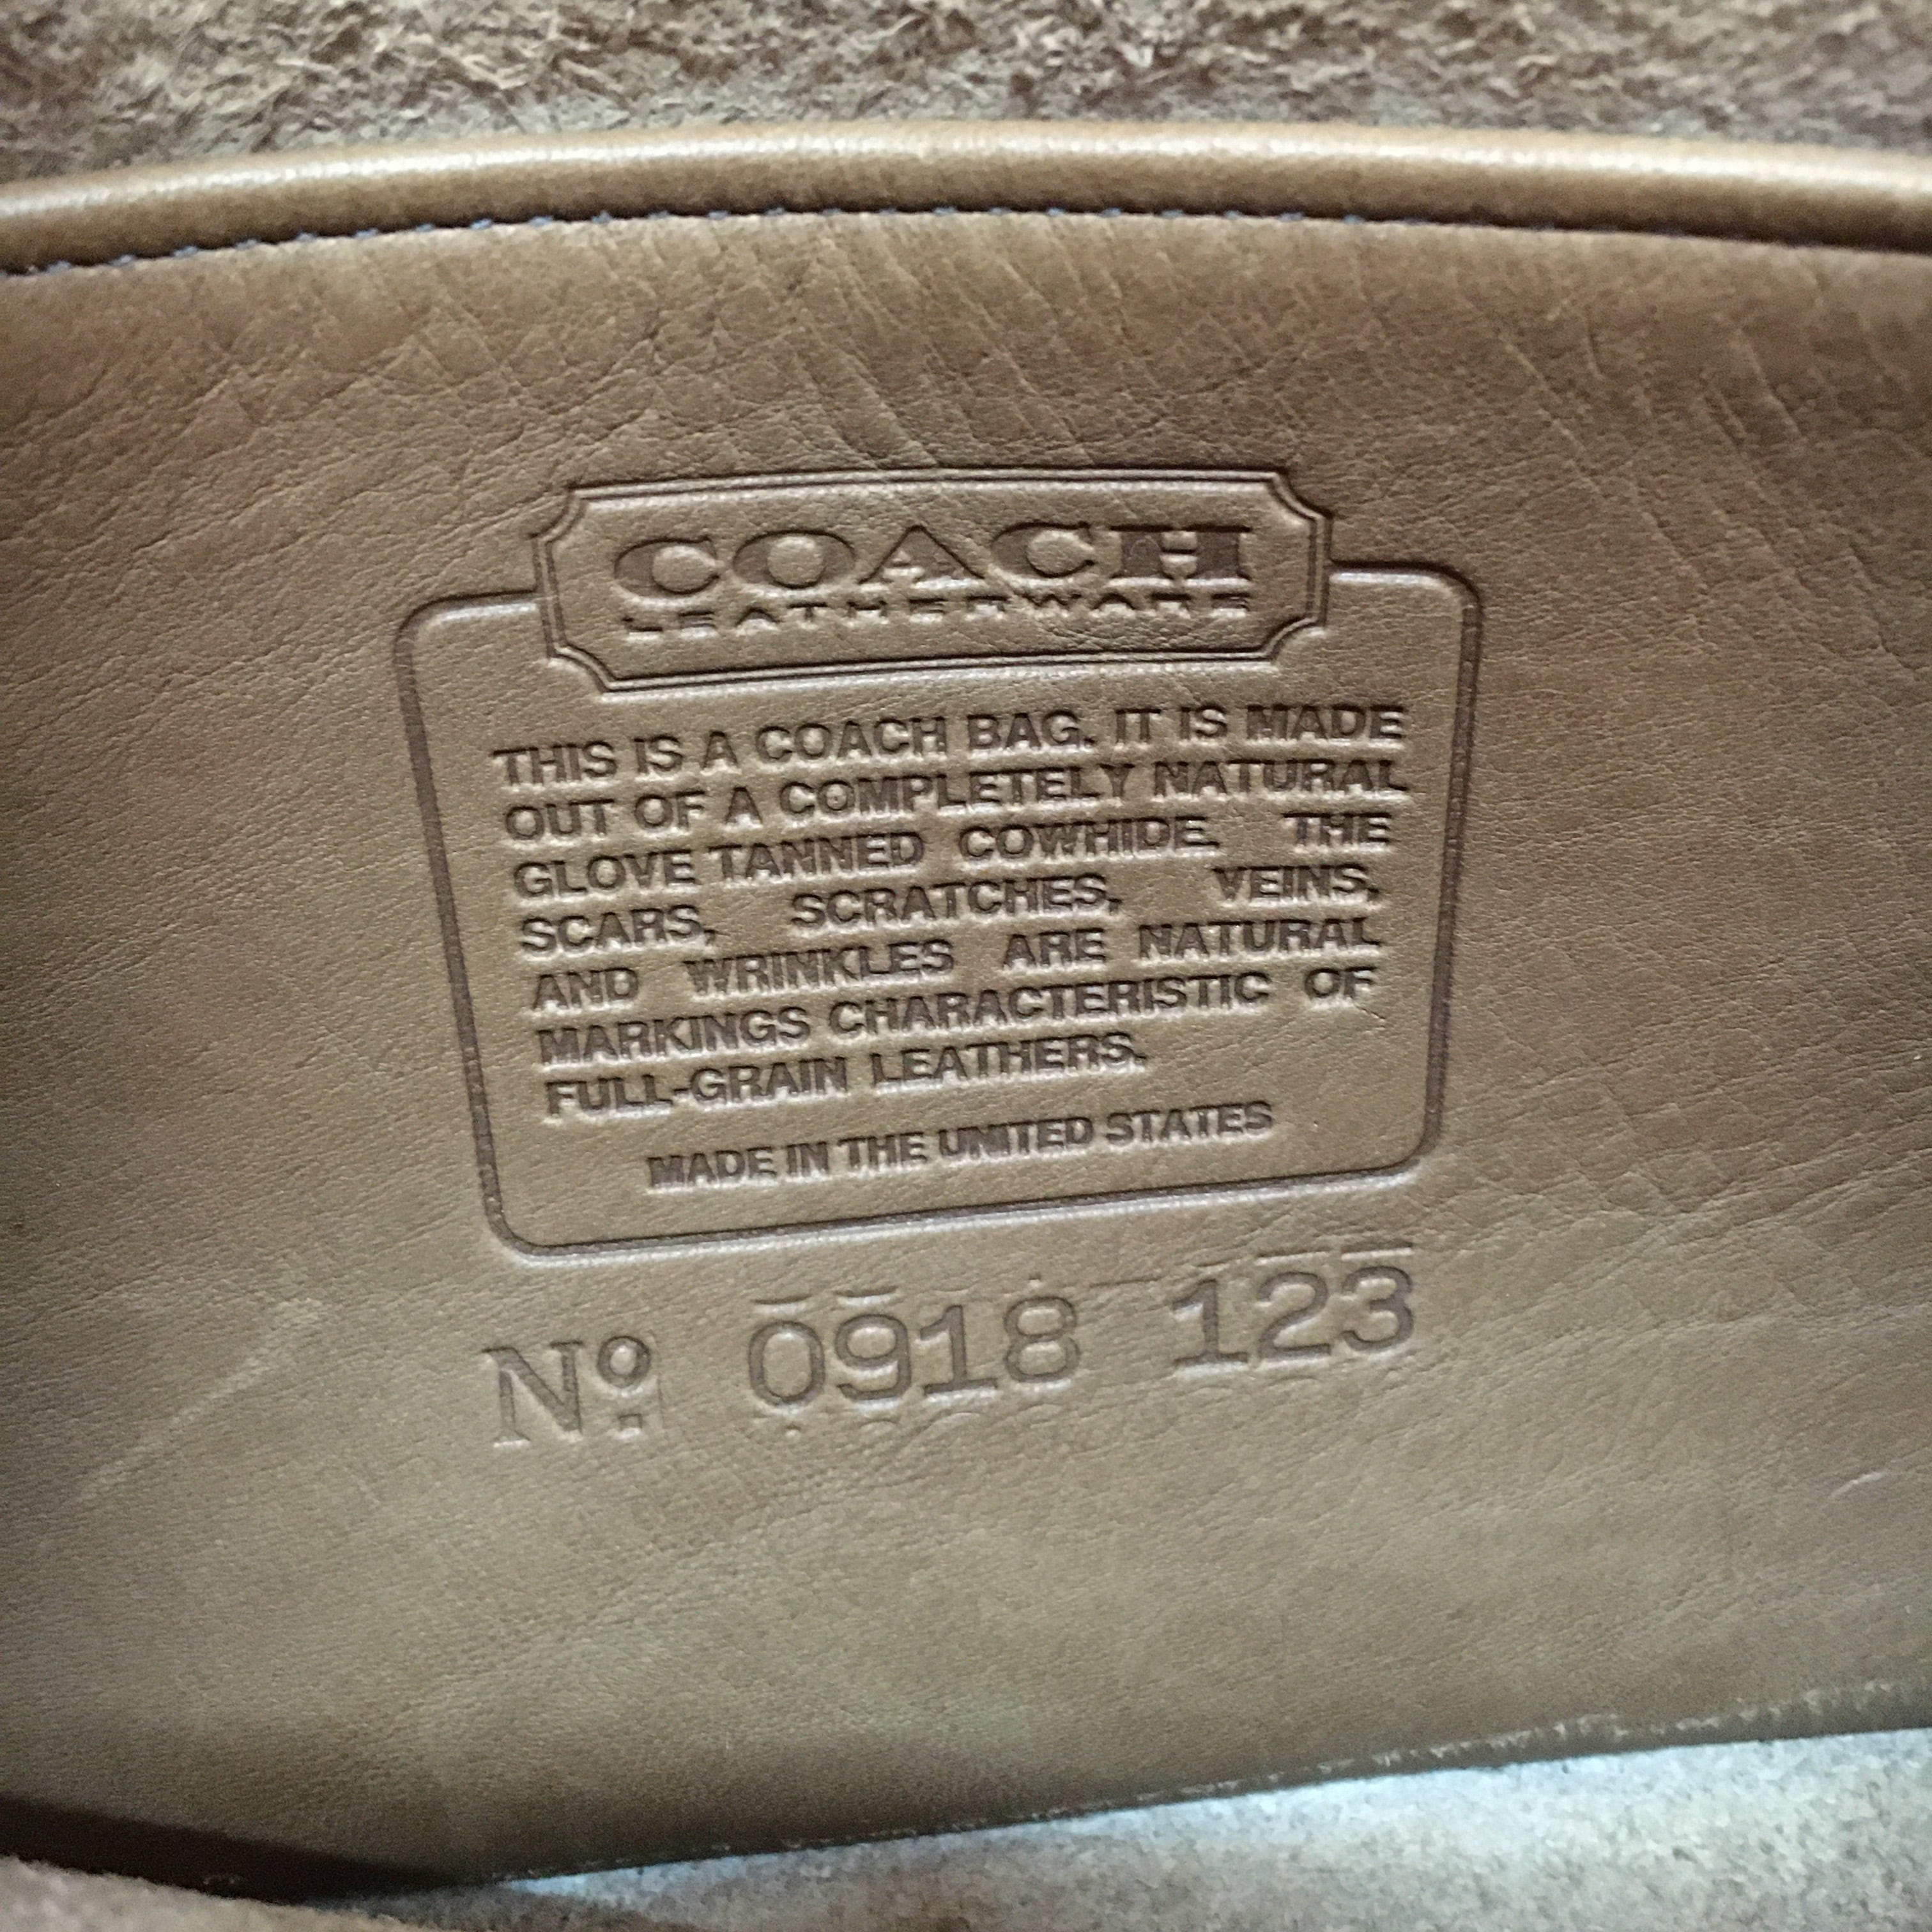 COACH
LEATHERWARE
THIS IS A COACH BAG. IT IS MADE
OUT OF A COMPLETELY NATURAL
GLOVE TANNED COWHIDE. THE
SCARS, SCRATCHES, VEINS,
AND WRINKLES ARE NATURAL
MARKINGS CHARACTERISTIC OF
FULL-GRAIN LEATHERS.
MADE IN THE UNITED STATES
Nº 0918 123